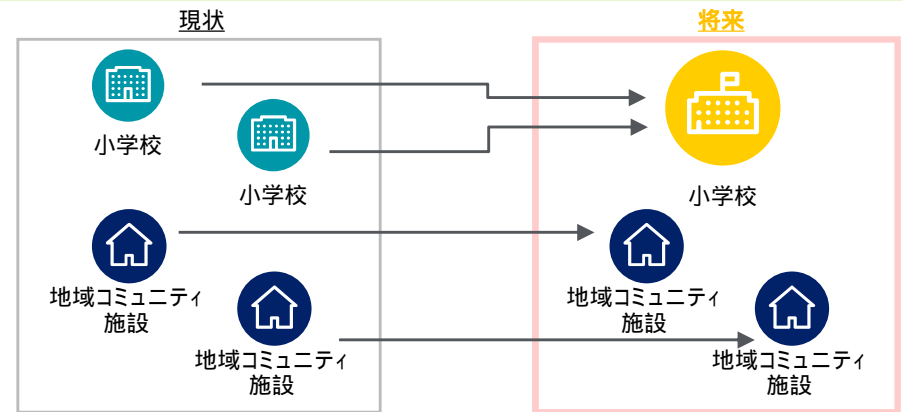 現状
将来
小学校
小学校
小学校
地域コミュニティ
施設
地域コミュニティ
施設
地域コミュニティ
施設
地域コミュニティ
施設